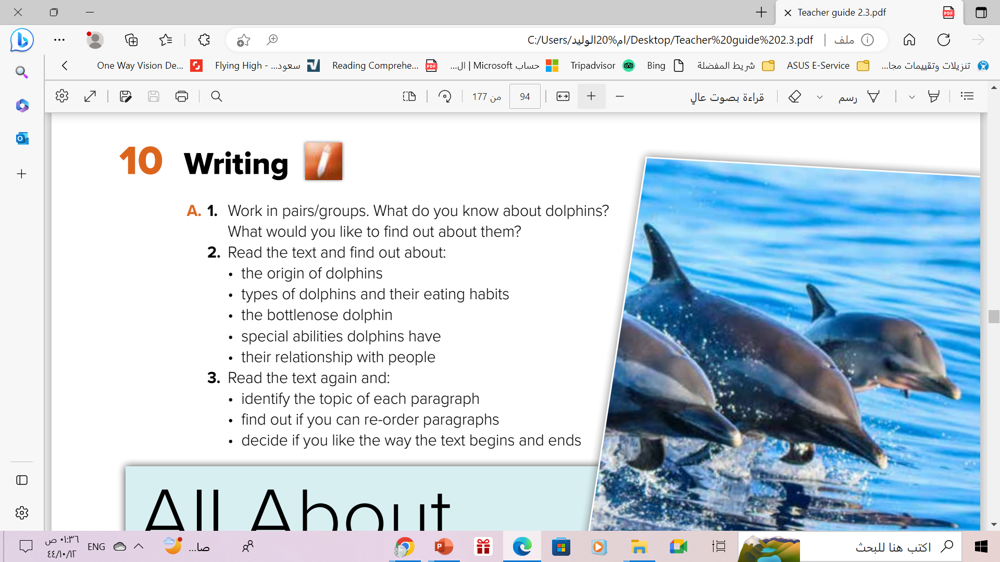 Teacher guide 2.3.pdf
C:/Users/ام%20الوليد/Desktop/Teacher%20guide%202.3.pdf
ملف
One Way Vision De...
Flying High - سعود...
Reading Comprehe...
حساب Microsoft | ال...
Tripadvisor
Bing
شريط المفضلة
ASUS E-Service
تنزيلات وتقييمات مجا...
من 177
94
قراءة بصوت عالٍ
رسم
10 Writing
A. 1. Work in pairs/groups. What do you know about dolphins?
What would you like to find out about them?
2. Read the text and find out about:
• the origin of dolphins
• types of dolphins and their eating habits
• the bottlenose dolphin
• special abilities dolphins have
• their relationship with people
3. Read the text again and:
• identify the topic of each paragraph
• find out if you can re-order paragraphs
• decide if you like the way the text begins and ends
All About
٠١:٣٦ ص
٤٤/١٠/١٢
ENG
صا...
اكتب هنا للبحث